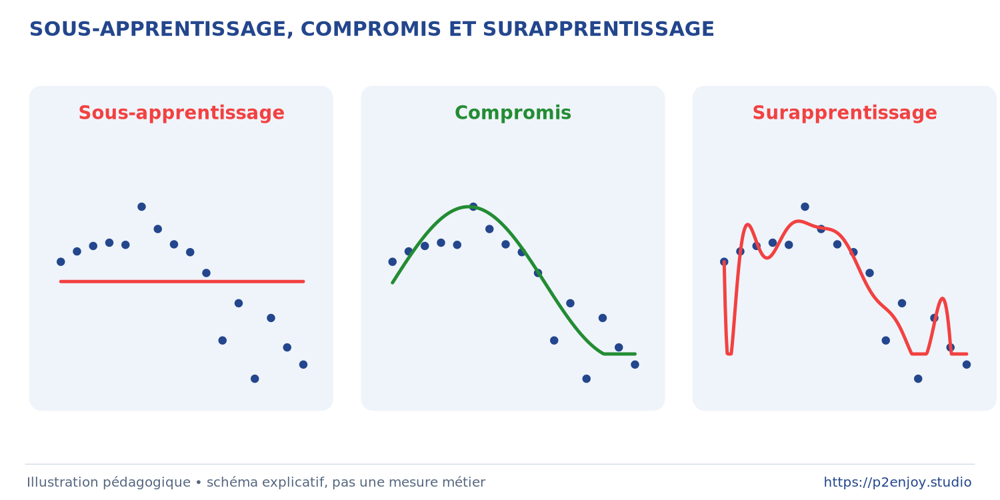 SOUS-APPRENTISSAGE, COMPROMIS ET SURAPPRENTISSAGE
Sous-apprentissage
Compromis
Surapprentissage
Illustration pédagogique • schéma explicatif, pas une mesure métier
https://p2enjoy.studio